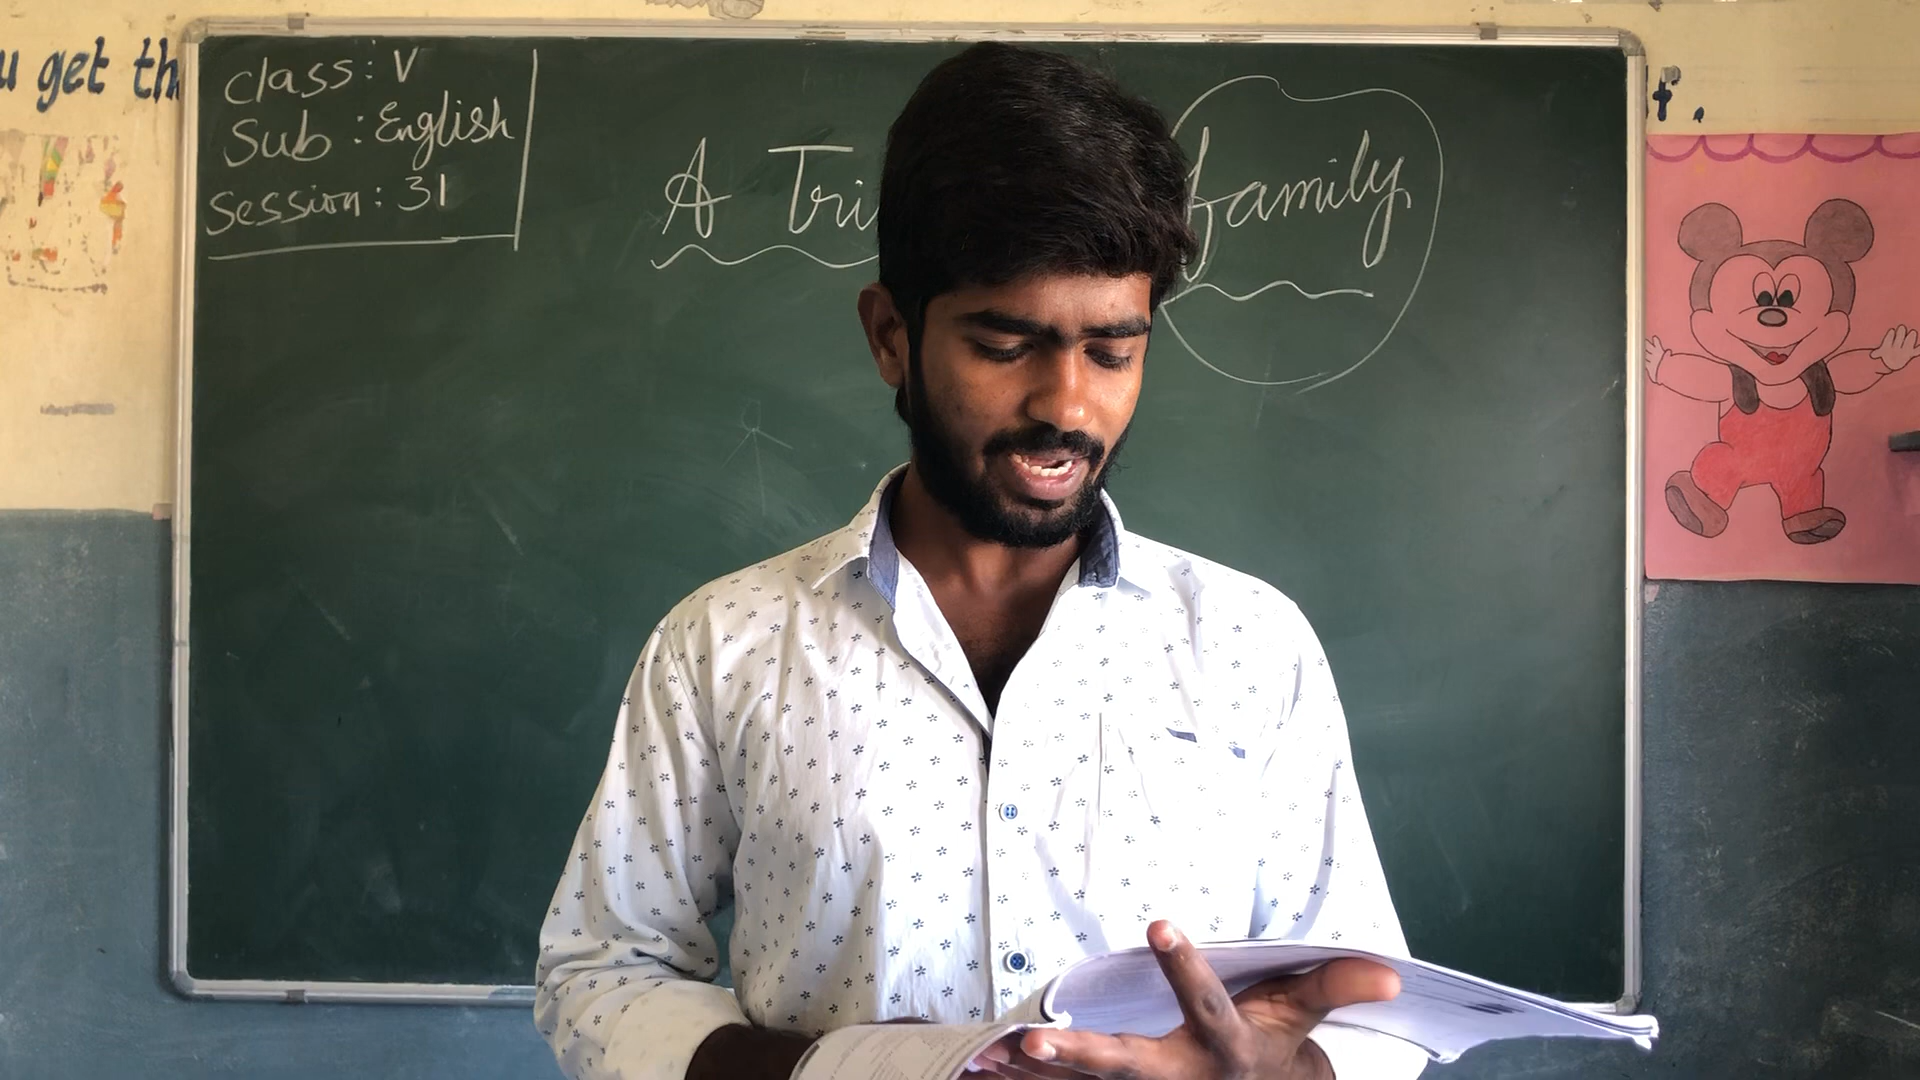 u get th
f.
class: V
Sub : English
Session: 31
A Tri family